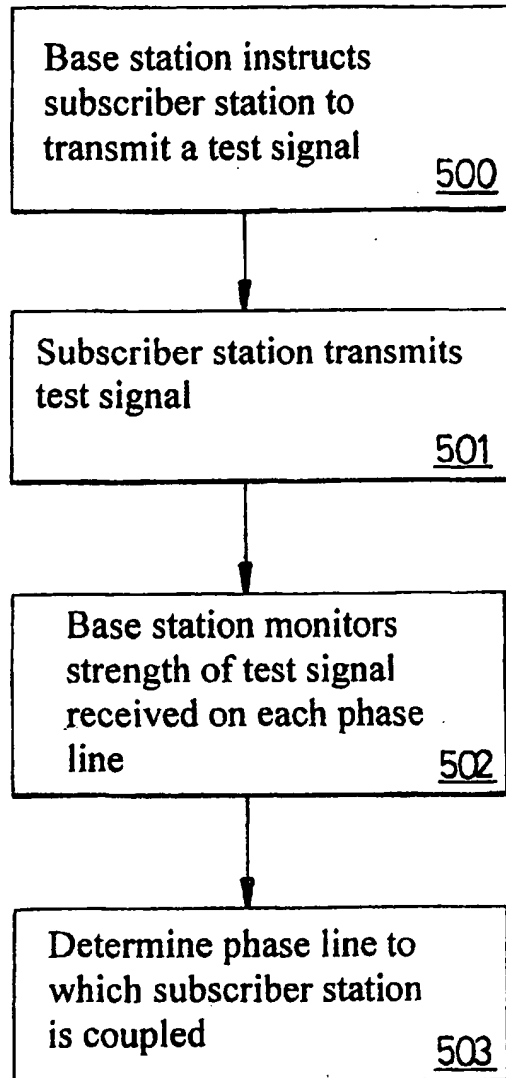 Base station instructs
subscriber station to
transmit a test signal
500
Subscriber station transmits
test signal
501
Base station monitors
strength of test signal
received on each phase
line
502
Determine phase line to
which subscriber station
is coupled
503